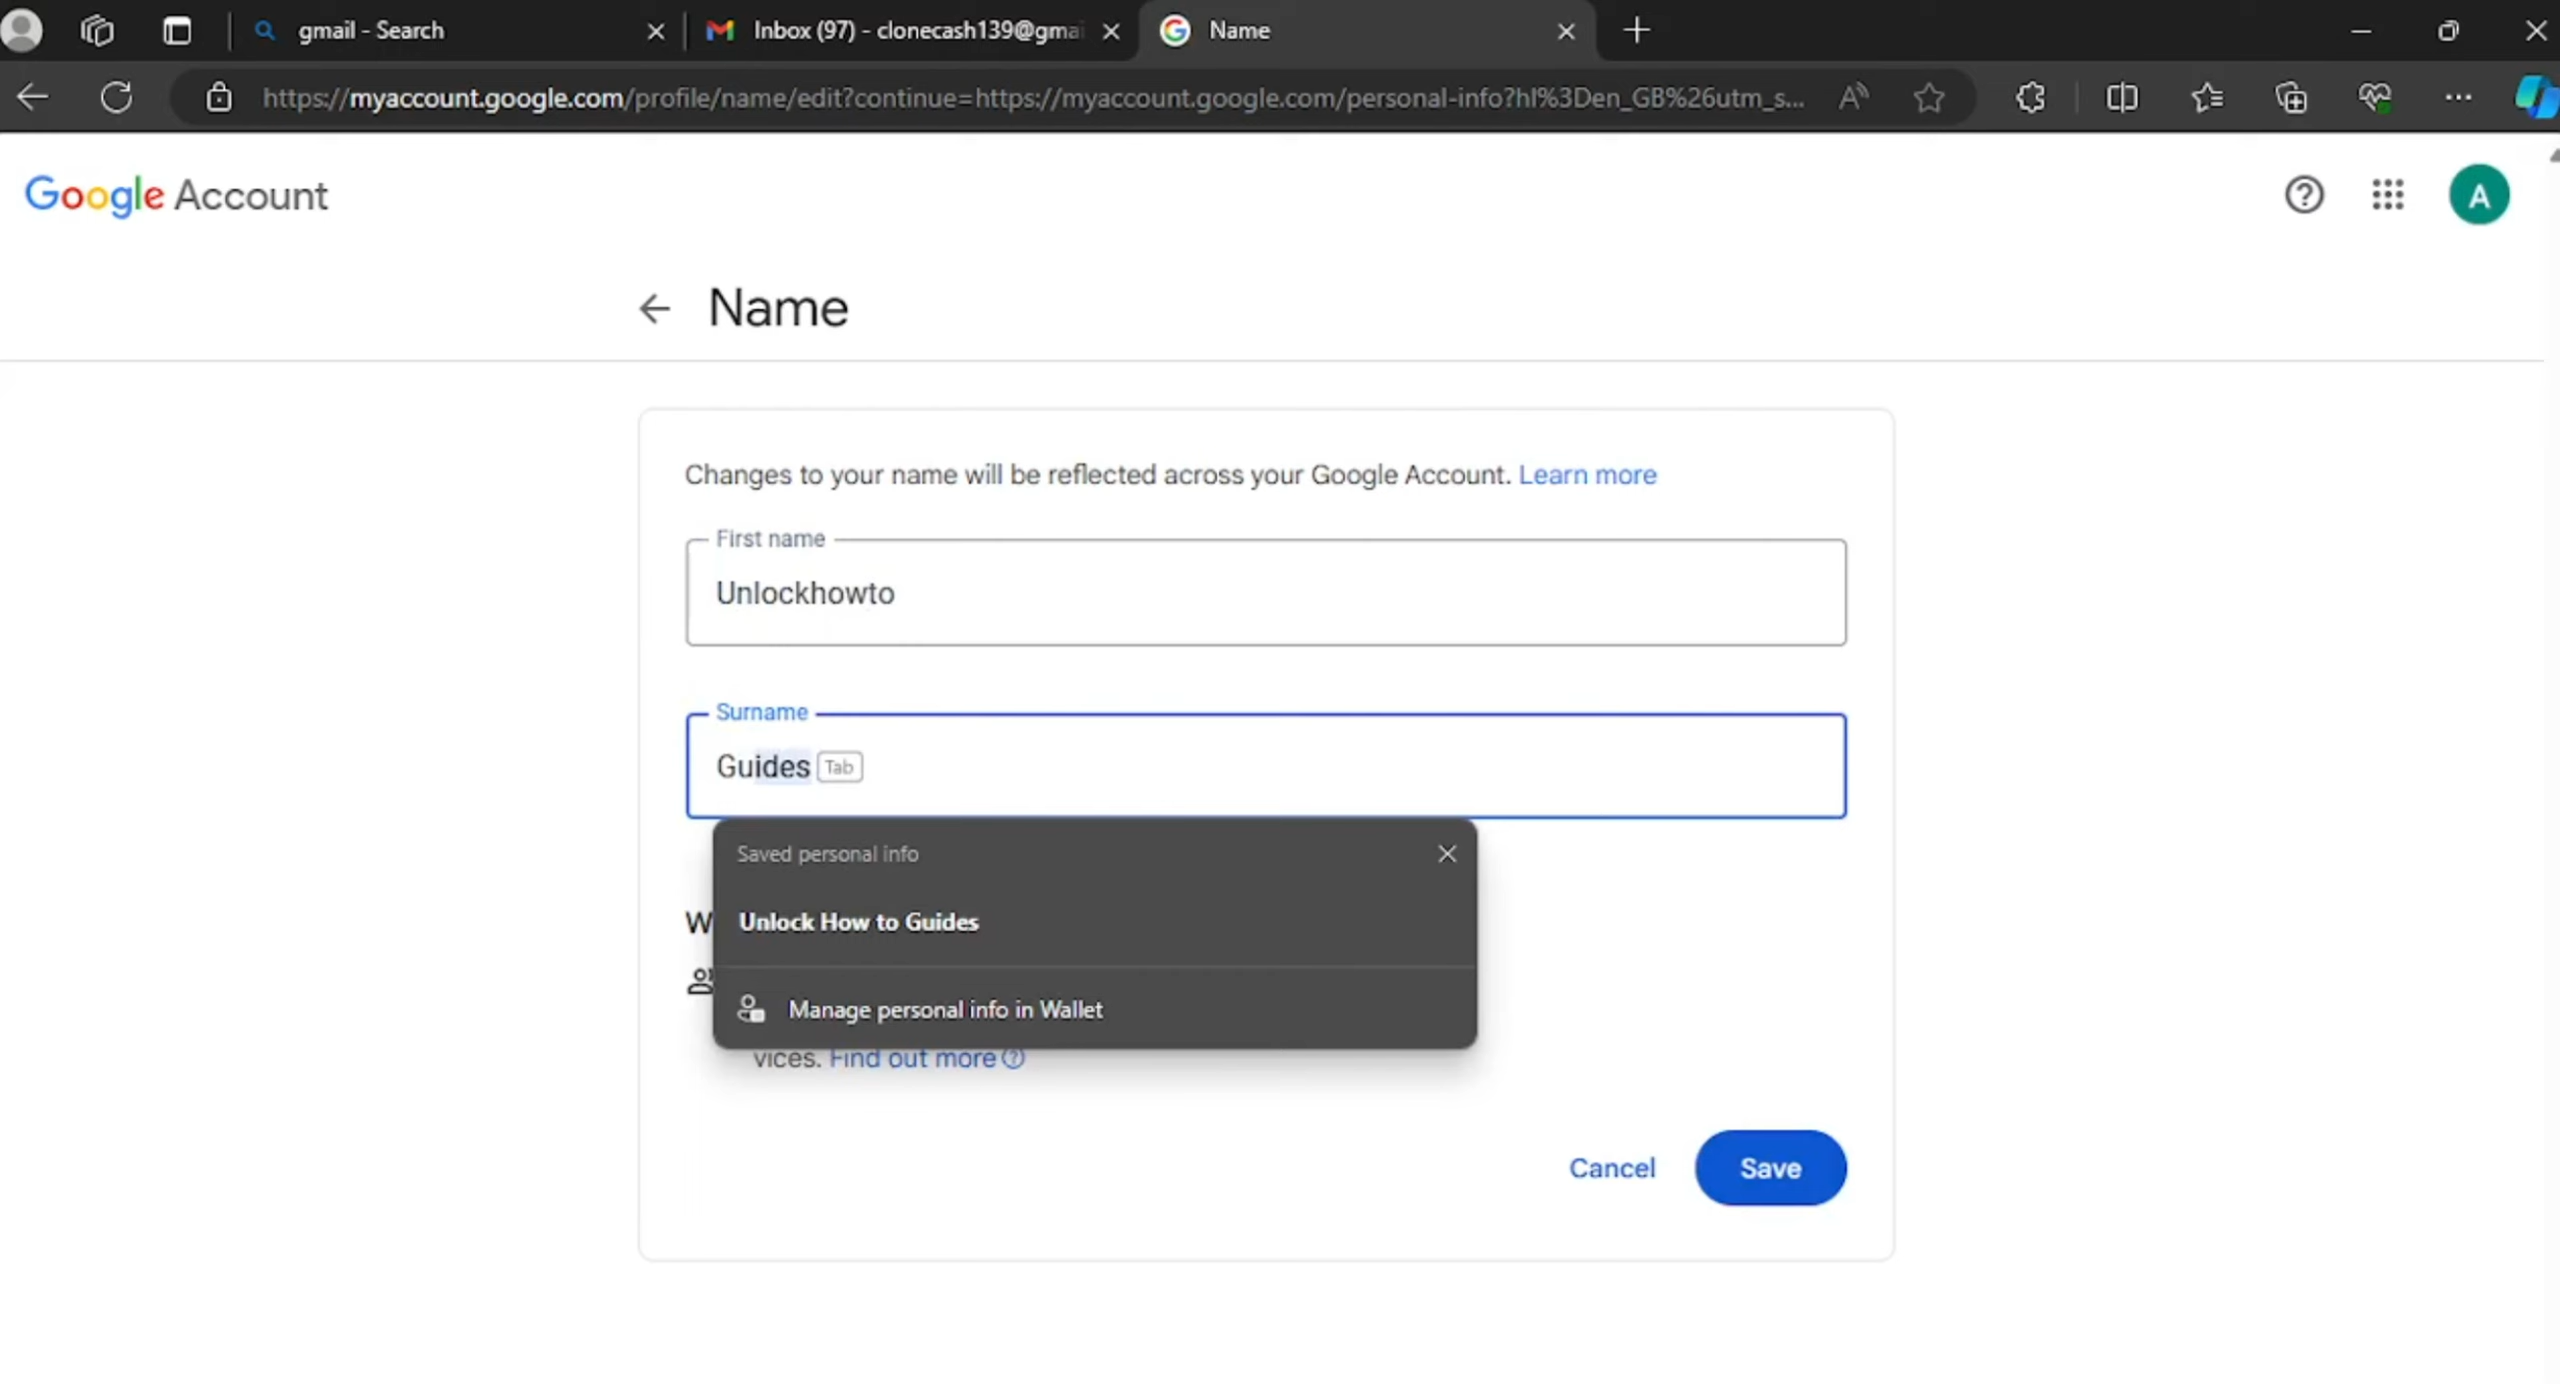 gmail - Search
Inbox (97) - clonecash139@gmai
Name
https://myaccount.google.com/profile/name/edit?continue=https://myaccount.google.com/personal-info?hl%3Den_GB%26utm_s...
Google Account
A
Name
Changes to your name will be reflected across your Google Account. Learn more
First name
Unlockhowto
Surname
Guides Tab
Saved personal info
W
Unlock How to Guides
Manage personal info in Wallet
vices. Find out more
Cancel
Save